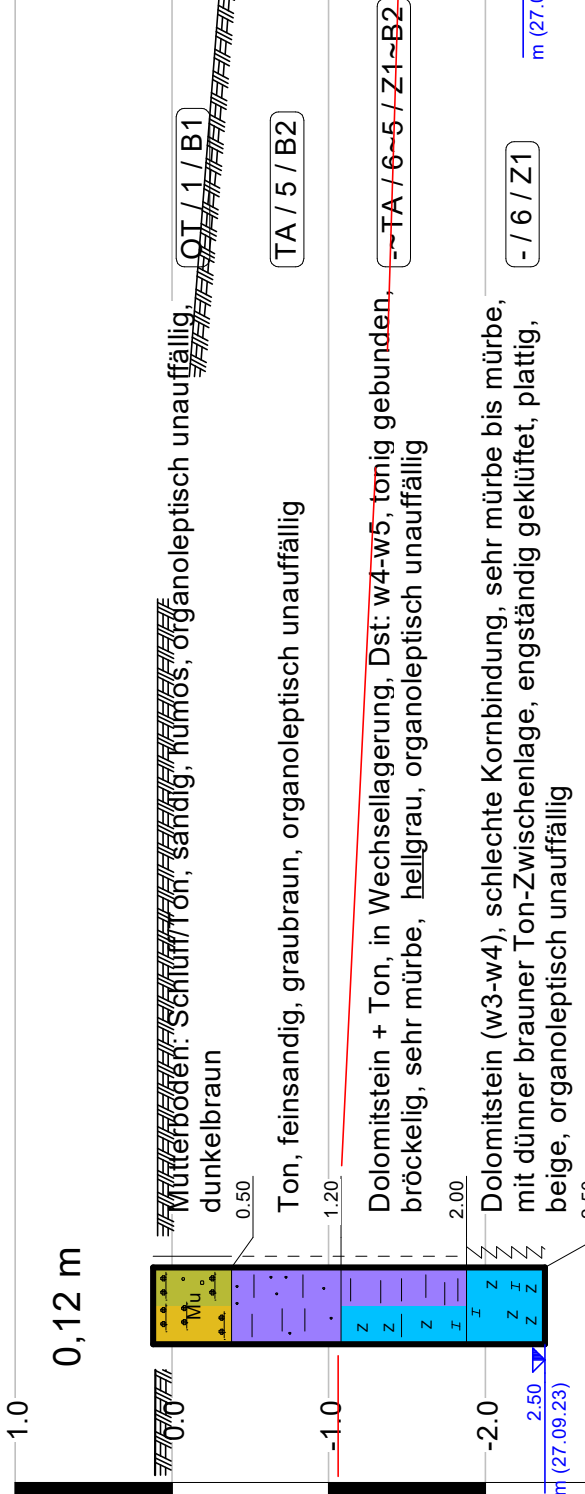 1.0
0,12 m
0.0
Mutterboden: Schluff/Ton, sandig, humos, organoleptisch unauffällig,
dunkelbraun
OT / 1 / B1
Mu
0.50
Ton, feinsandig, graubraun, organoleptisch unauffällig
TA / 5 / B2
-1.0
1.20
Dolomitstein + Ton, in Wechsellagerung, Dst: w4-w5, tonig gebunden,
bröckelig, sehr mürbe, hellgrau, organoleptisch unauffällig
-~TA / 6~5 / Z1~B2
-2.0
2.00
Dolomitstein (w3-w4), schlechte Kornbindung, sehr mürbe bis mürbe,
mit dünner brauner Ton-Zwischenlage, engständig geklüftet, plattig,
beige, organoleptisch unauffällig
- / 6 / Z1
2.50
m (27.09.23)
m (27.0